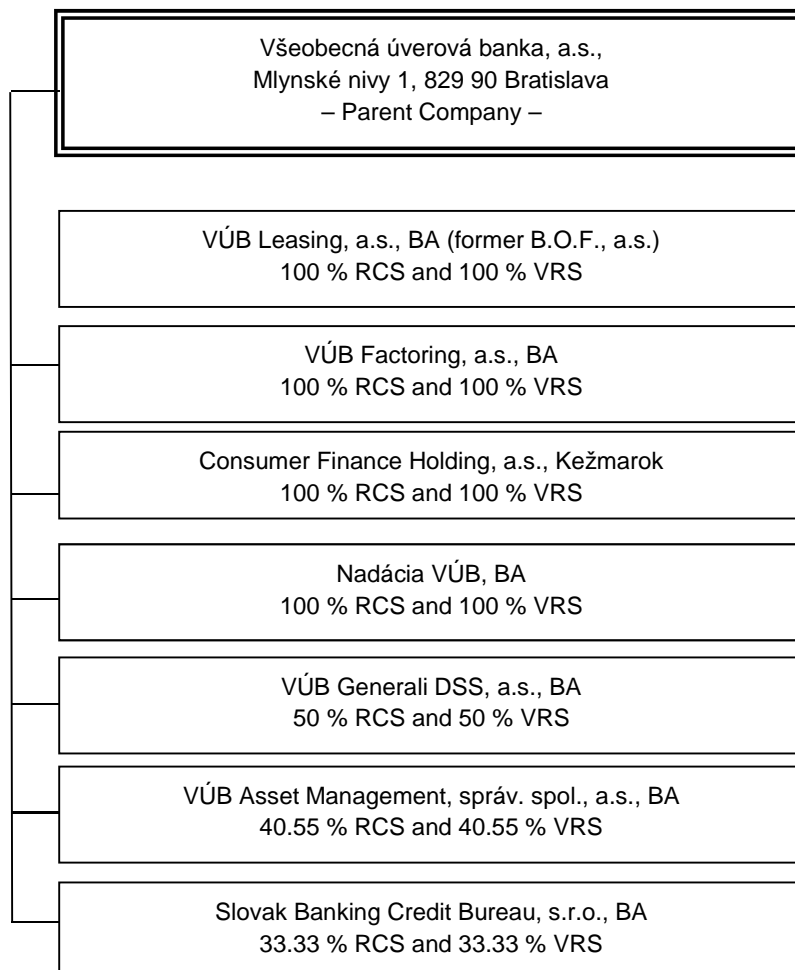 Všeobecná úverová banka, a.s.,
Mlynské nivy 1, 829 90 Bratislava
– Parent Company –
VÚB Leasing, a.s., BA (former B.O.F., a.s.)
100 % RCS and 100 % VRS
VÚB Factoring, a.s., BA
100 % RCS and 100 % VRS
Consumer Finance Holding, a.s., Kežmarok
100 % RCS and 100 % VRS
Nadácia VÚB, BA
100 % RCS and 100 % VRS
VÚB Generali DSS, a.s., BA
50 % RCS and 50 % VRS
VÚB Asset Management, správ. spol., a.s., BA
40.55 % RCS and 40.55 % VRS
Slovak Banking Credit Bureau, s.r.o., BA
33.33 % RCS and 33.33 % VRS